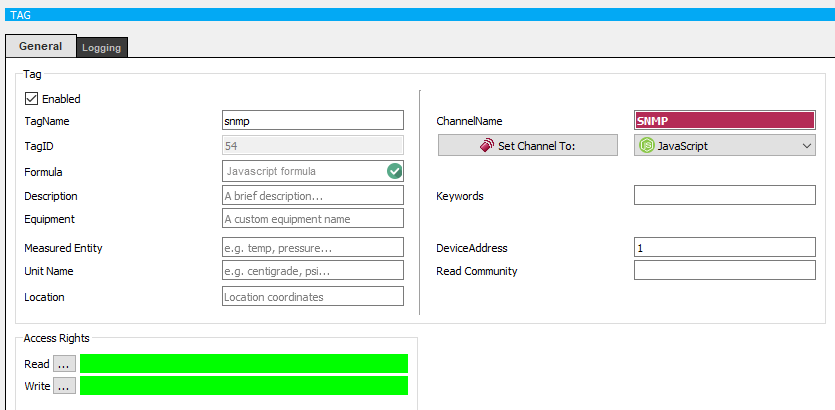 TAG
General
Logging
Tag
Enabled
TagName
snmp
TagID
54
Formula
Javascript formula
Description
A brief description...
Equipment
A custom equipment name
Measured Entity
e.g. temp, pressure...
Unit Name
e.g. centigrade, psi...
Location
Location coordinates
ChannelName
SNMP
Set Channel To:
JavaScript
Keywords
DeviceAddress
1
Read Community
Access Rights
Read ...
Write ...